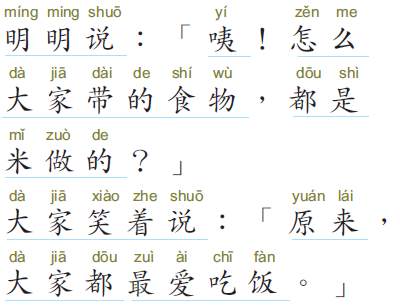 míng míng shuō yí zěn me
明明说：「咦！怎么
dà jiā dài de shí wù dōu shì
大家带的食物，都是
mǐ zuò de
米做的？」
dà jiā xiào zhe shuō yuán lái
大家笑着说：「原来，
dà jiā dōu zuì ài chī fàn
大家都最爱吃饭。」